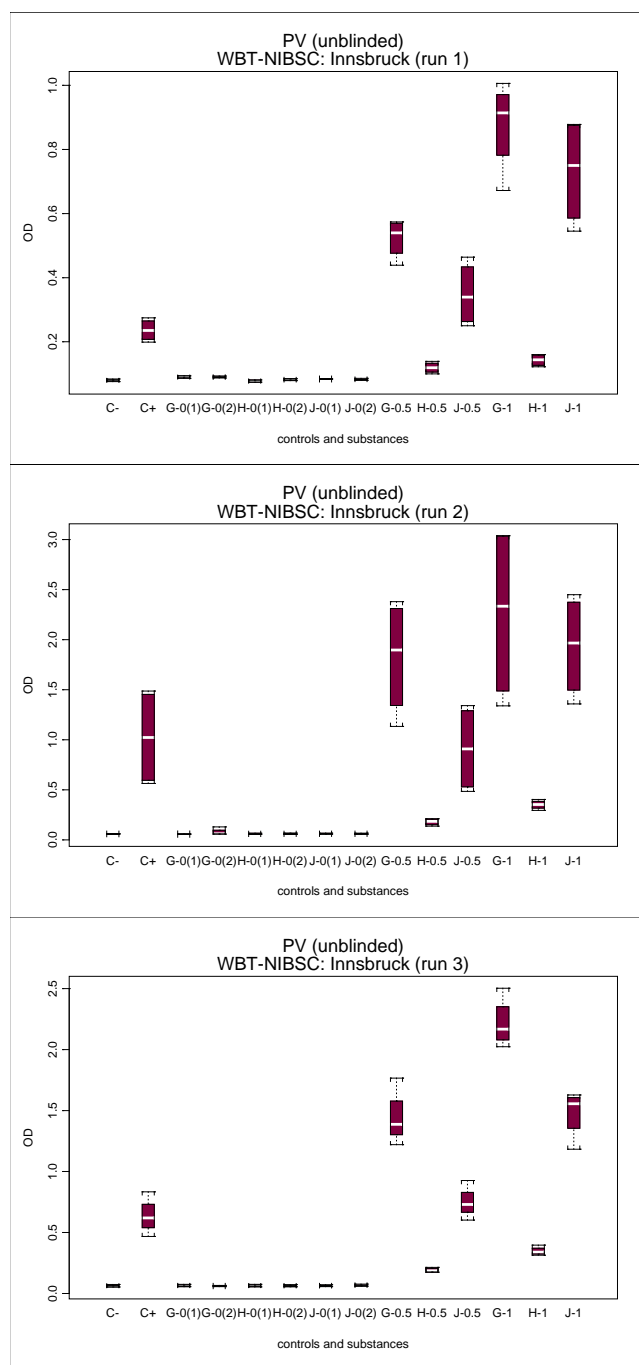 PV (unblinded)
WBT-NIBSC: Innsbruck (run 1)
1.0
0.8
0.6
0.4
0.2
OD
C- C+ G-0(1) G-0(2) H-0(1) H-0(2) J-0(1) J-0(2) G-0.5 H-0.5 J-0.5 G-1 H-1 J-1
controls and substances
PV (unblinded)
WBT-NIBSC: Innsbruck (run 2)
3.0
2.5
2.0
1.5
1.0
0.5
0.0
OD
C- C+ G-0(1) G-0(2) H-0(1) H-0(2) J-0(1) J-0(2) G-0.5 H-0.5 J-0.5 G-1 H-1 J-1
controls and substances
PV (unblinded)
WBT-NIBSC: Innsbruck (run 3)
2.5
2.0
1.5
1.0
0.5
0.0
OD
C- C+ G-0(1) G-0(2) H-0(1) H-0(2) J-0(1) J-0(2) G-0.5 H-0.5 J-0.5 G-1 H-1 J-1
controls and substances